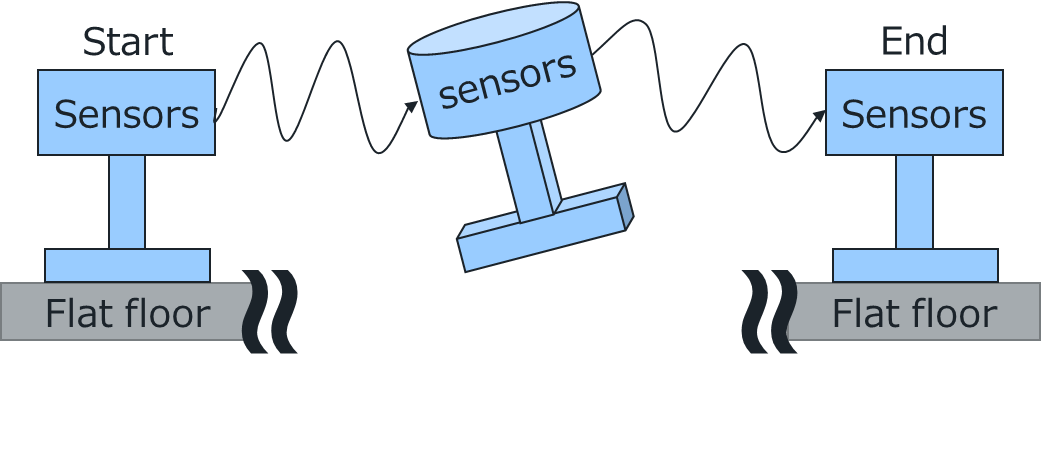 Start
Sensors
Flat floor
sensors
End
Sensors
Flat floor